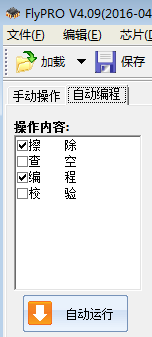 FlyPRO V4.09(2016-04
文件(F) 编辑(E) 芯片(
加载 保存
手动操作 自动编程
操作内容:
擦 除
查 空
编 程
校 验
自动运行